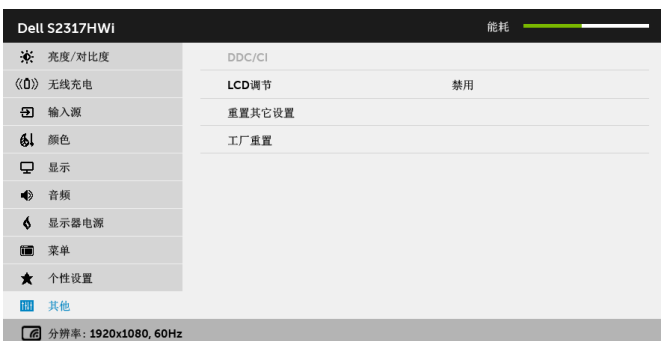 Dell S2317HWi 能耗
亮度/对比度 DDC/CI
无线充电 LCD调节 禁用
输入源 重置其它设置
颜色 工厂重置
显示
音频
显示器电源
菜单
个性设置
其他
分辨率: 1920x1080, 60Hz